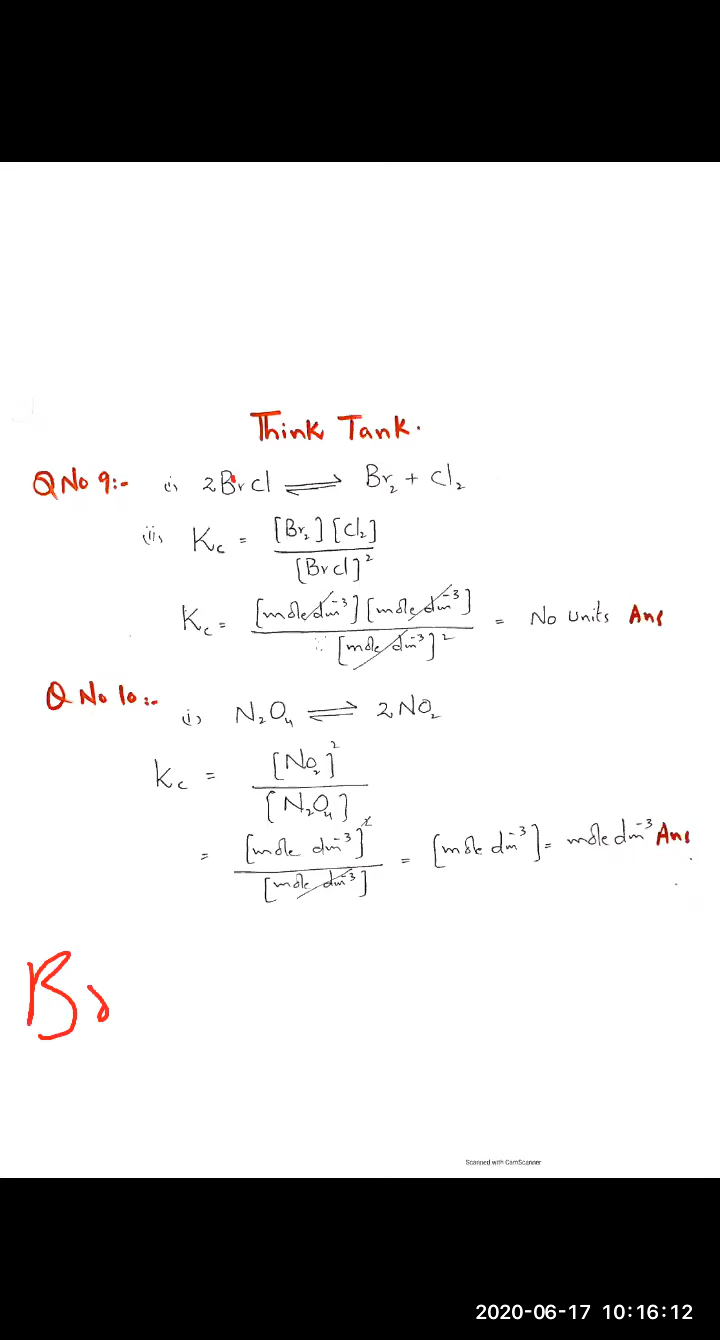 Think Tank.
Q No 9:- (i) 2BrCl ⇌ Br₂ + Cl₂
(ii) Kc = [Br₂] [Cl₂] / [BrCl]²
Kc = [mole dm⁻³] [mole dm⁻³] / [mole dm⁻³]² = No units Ans
Q No 10:- (i) N₂O₄ ⇌ 2NO₂
Kc = [NO₂]² / [N₂O₄]
= [mole dm⁻³]² / [mole dm⁻³] = [mole dm⁻³] = mole dm⁻³ Ans
Br
Scanned with CamScanner
2020-06-17 10:16:12